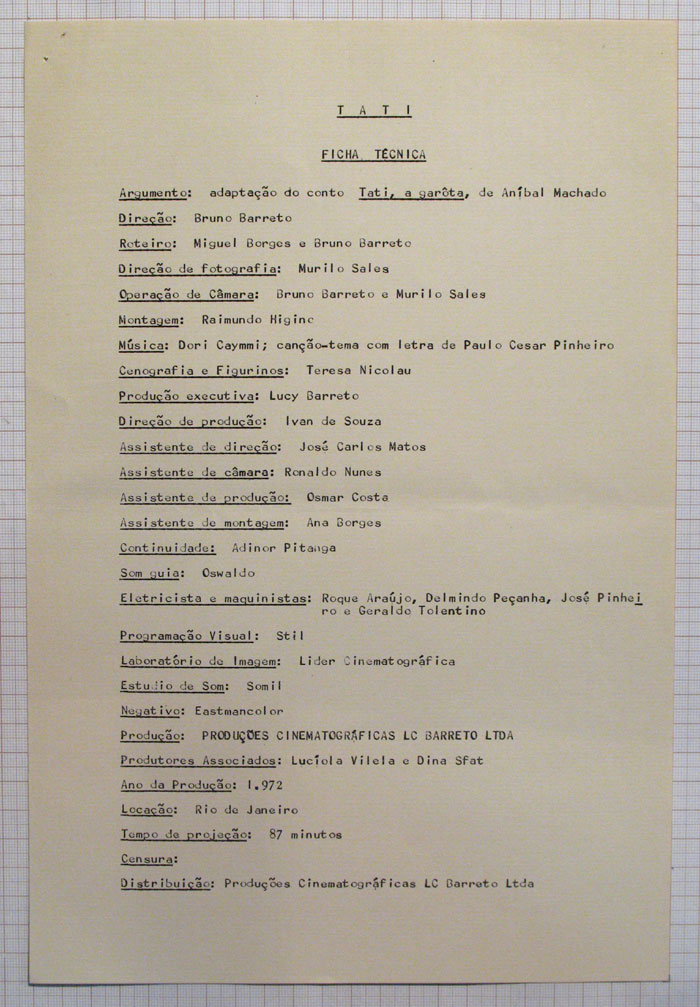 T A T I
FICHA TÉCNICA
Argumento: adaptação do conto Tati, a garôta, de Aníbal Machado
Direção: Bruno Barreto
Roteiro: Miguel Borges e Bruno Barreto
Direção de fotografia: Murilo Sales
Operação de Câmara: Bruno Barreto e Murilo Sales
Montagem: Raimundo Higino
Música: Dori Caymmi; canção-tema com letra de Paulo Cesar Pinheiro
Cenografia e Figurinos: Teresa Nicolau
Produção executiva: Lucy Barreto
Direção de produção: Ivan de Souza
Assistente de direção: José Carlos Matos
Assistente de câmara: Ronaldo Nunes
Assistente de produção: Osmar Costa
Assistente de montagem: Ana Borges
Continuidade: Adinor Pitanga
Som guia: Oswaldo
Eletricista e maquinistas: Roque Araújo, Delmindo Peçanha, José Pinhei
ro e Geraldo Tolentino
Programação Visual: Stil
Laboratório de Imagem: Lider Cinematográfica
Estudio de Som: Somil
Negativo: Eastmancolor
Produção: PRODUÇÕES CINEMATOGRÁFICAS LC BARRETO LTDA
Produtores Associados: Lucíola Vilela e Dina Sfat
Ano da Produção: 1.972
Locação: Rio de Janeiro
Tempo de projeção: 87 minutos
Censura:
Distribuição: Produções Cinematográficas LC Barreto Ltda